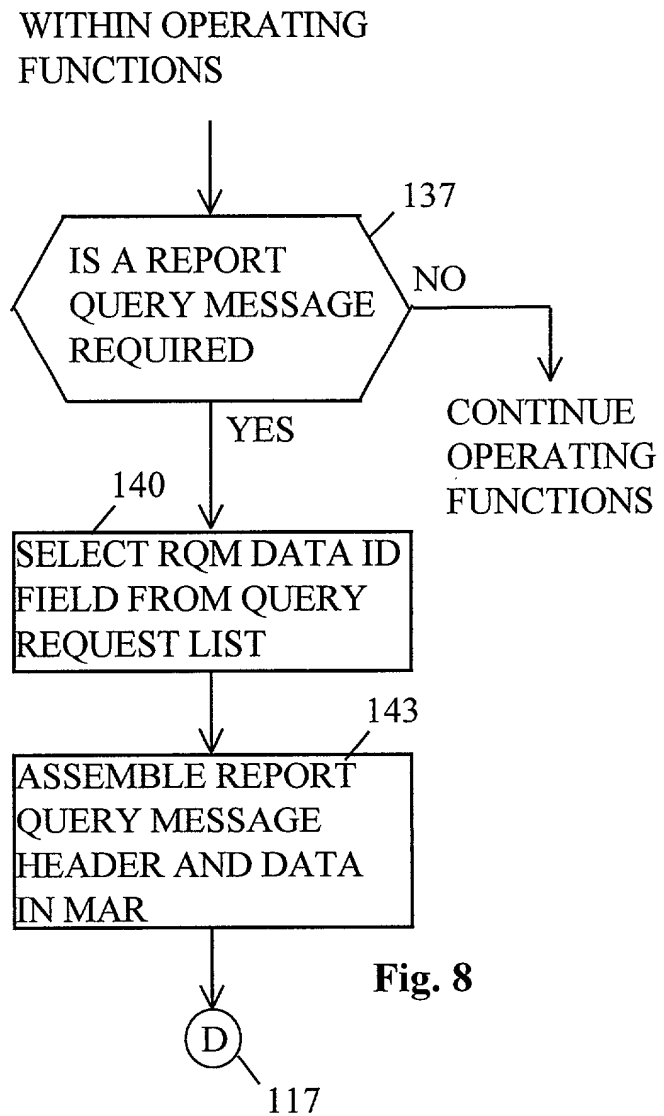 WITHIN OPERATING
FUNCTIONS
137
IS A REPORT
QUERY MESSAGE
REQUIRED
NO
YES
CONTINUE
OPERATING
FUNCTIONS
140
SELECT RQM DATA ID
FIELD FROM QUERY
REQUEST LIST
143
ASSEMBLE REPORT
QUERY MESSAGE
HEADER AND DATA
IN MAR
Fig. 8
D
117